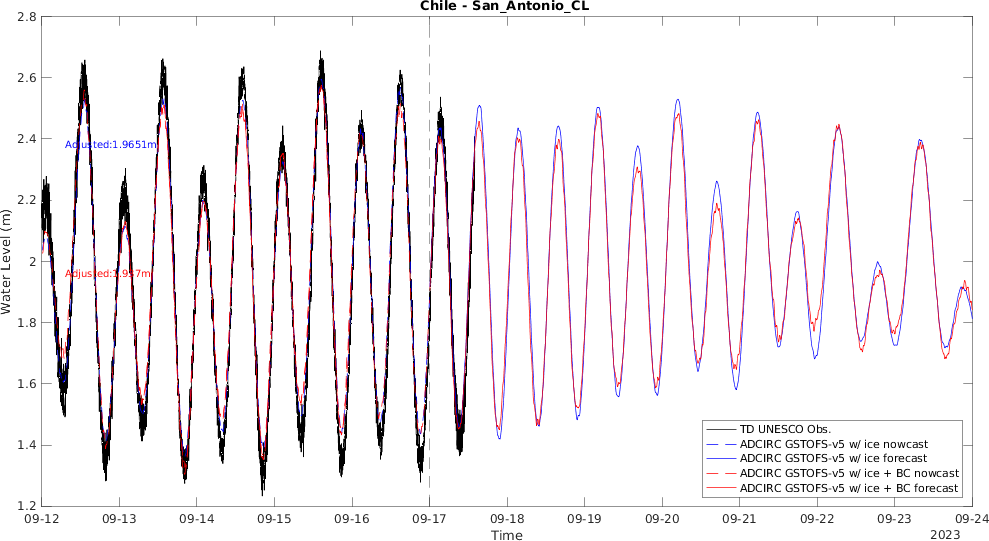 Chile - San_Antonio_CL
Water Level (m)
2.8
2.6
2.4
2.2
2
1.8
1.6
1.4
1.2
Adjusted:1.9651m
Adjusted:1.957m
TD UNESCO Obs.
ADCIRC GSTOFS-v5 w/ ice nowcast
ADCIRC GSTOFS-v5 w/ ice forecast
ADCIRC GSTOFS-v5 w/ ice + BC nowcast
ADCIRC GSTOFS-v5 w/ ice + BC forecast
09-12 09-13 09-14 09-15 09-16 09-17 09-18 09-19 09-20 09-21 09-22 09-23 09-24
Time
2023